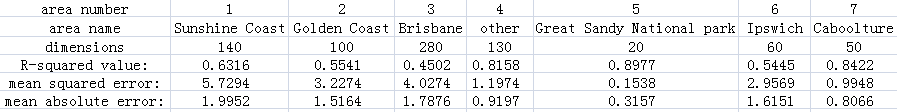 area number 1 2 3 4 5 6 7
area name Sunshine Coast Golden Coast Brisbane other Great Sandy National park Ipswich Caboolture
dimensions 140 100 280 130 20 60 50
R-squared value: 0.6316 0.5541 0.4502 0.8158 0.8977 0.5445 0.8422
mean squared error: 5.7294 3.2274 4.0274 1.1974 0.1538 2.9569 0.9948
mean absolute error: 1.9952 1.5164 1.7876 0.9197 0.3157 1.6151 0.8066